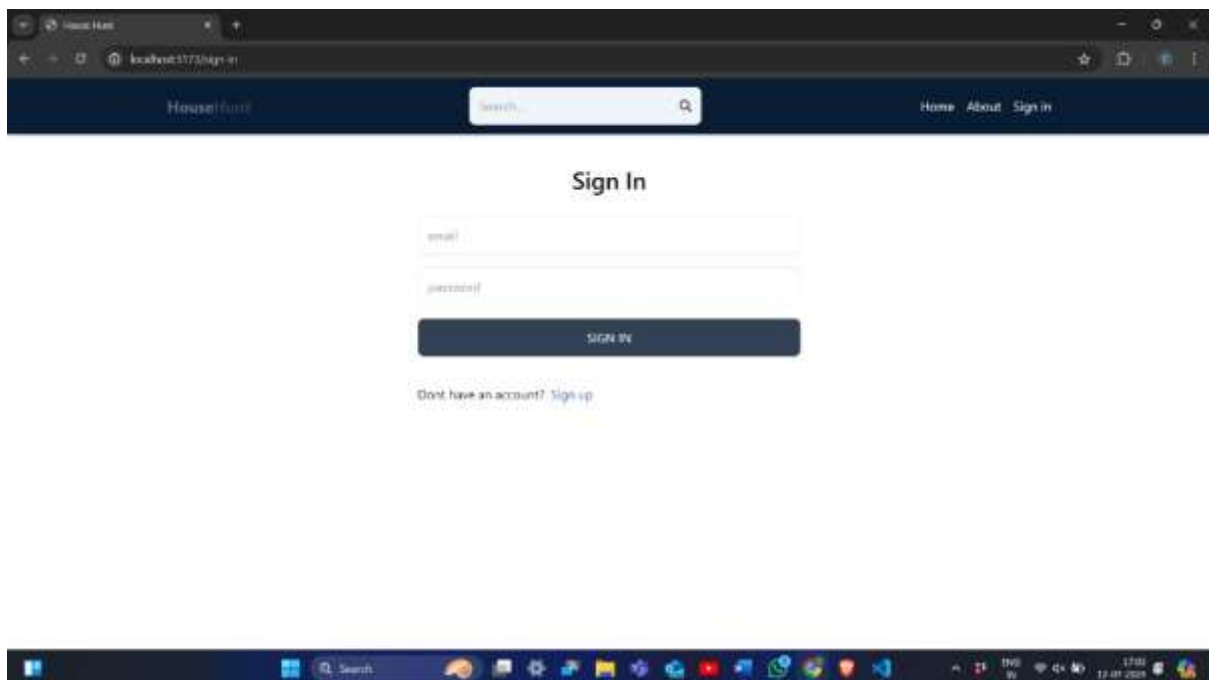 House Hunt
localhost:5173/sign-in
HouseHunt
Search...
Home About Sign in
Sign In
email
password
SIGN IN
Dont have an account? Sign up
Search
ENG
IN